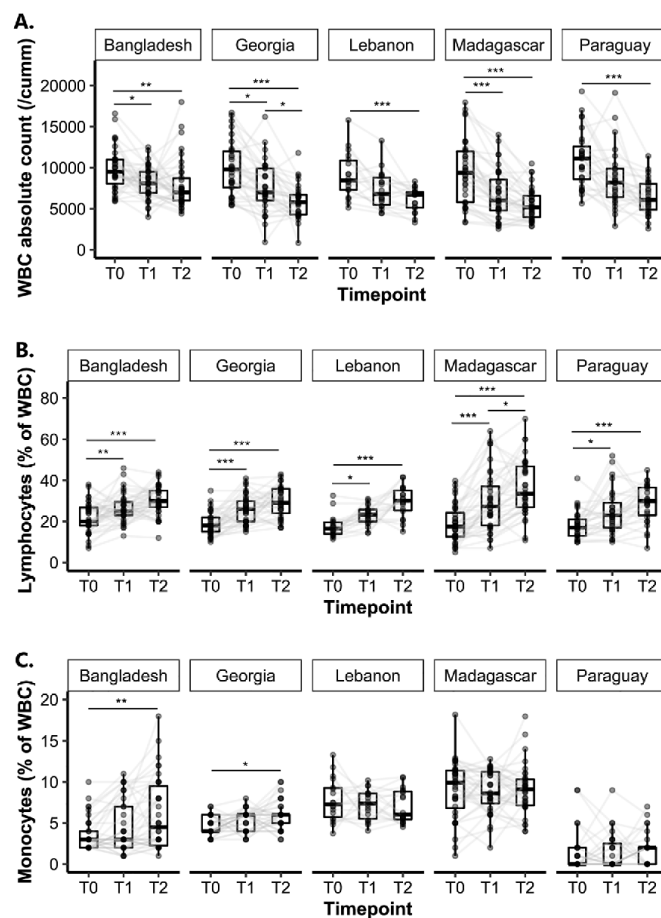 A.
Bangladesh Georgia Lebanon Madagascar Paraguay
WBC absolute count (/cumm)
20000
15000
10000
5000
0
** * *** * * *** *** *** ***
T0 T1 T2 T0 T1 T2 T0 T1 T2 T0 T1 T2 T0 T1 T2
Timepoint
B.
Bangladesh Georgia Lebanon Madagascar Paraguay
Lymphocytes (% of WBC)
80
60
40
20
0
*** ** *** *** *** * *** *** * *** *
T0 T1 T2 T0 T1 T2 T0 T1 T2 T0 T1 T2 T0 T1 T2
Timepoint
C.
Bangladesh Georgia Lebanon Madagascar Paraguay
Monocytes (% of WBC)
20
15
10
5
0
** *
T0 T1 T2 T0 T1 T2 T0 T1 T2 T0 T1 T2 T0 T1 T2
Timepoint